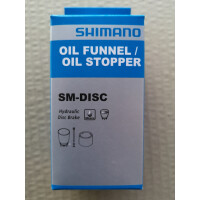 SHIMANO
OIL FUNNEL /
OIL STOPPER
SM-DISC
Hydraulic
Disc Brake